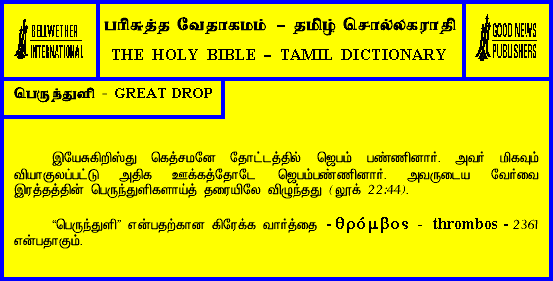 BELLWETHER
INTERNATIONAL
பரிசுத்த வேதாகமம் – தமிழ் சொல்லகராதி
THE HOLY BIBLE – TAMIL DICTIONARY
GOOD NEWS
PUBLISHERS
பெருந்துளி - GREAT DROP
இயேசுகிறிஸ்து கெத்சமனே தோட்டத்தில் ஜெபம் பண்ணினார். அவர் மிகவும்
வியாகுலப்பட்டு அதிக ஊக்கத்தோடே ஜெபம்பண்ணினார். அவருடைய வேர்வை
இரத்தத்தின் பெருந்துளிகளாய்த் தரையிலே விழுந்தது (லூக் 22:44).
“பெருந்துளி” என்பதற்கான கிரேக்க வார்த்தை - θρόμβος - thrombos - 2361
என்பதாகும்.